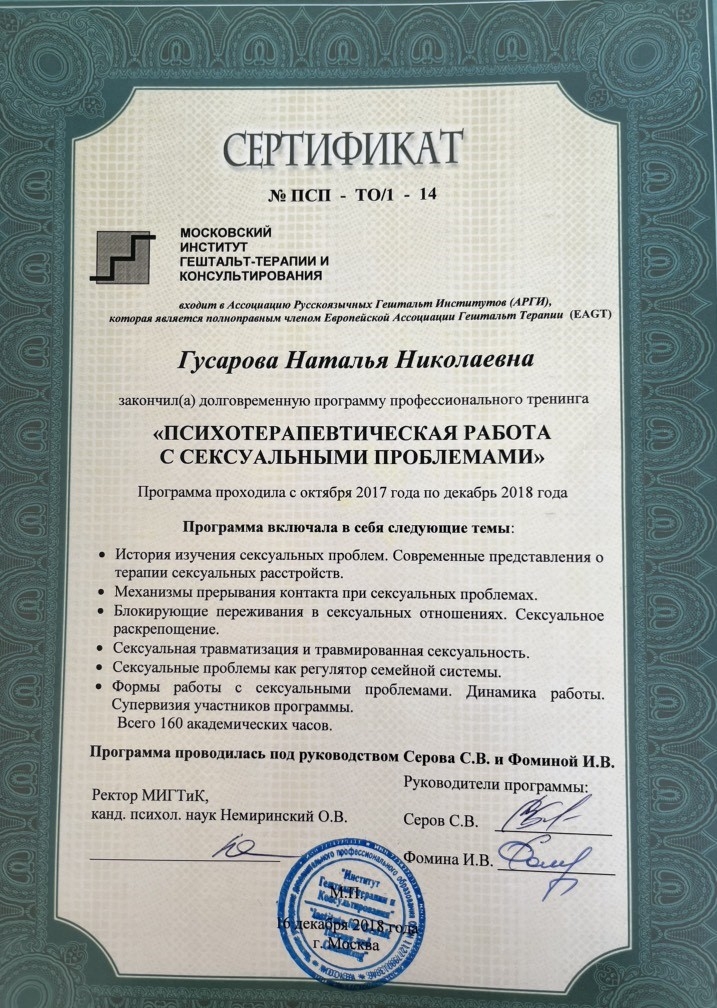 СЕРТИФИКАТ
№ ПСП - ТО/1 - 14
МОСКОВСКИЙ
ИНСТИТУТ
ГЕШТАЛЬТ-ТЕРАПИИ И
КОНСУЛЬТИРОВАНИЯ
входит в Ассоциацию Русскоязычных Гештальт Институтов (АРГИ),
которая является полноправным членом Европейской Ассоциации Гештальт Терапии (EAGT)
Гусарова Наталья Николаевна
закончил(а) долговременную программу профессионального тренинга
«ПСИХОТЕРАПЕВТИЧЕСКАЯ РАБОТА
С СЕКСУАЛЬНЫМИ ПРОБЛЕМАМИ»
Программа проходила с октября 2017 года по декабрь 2018 года
Программа включала в себя следующие темы:
• История изучения сексуальных проблем. Современные представления о
терапии сексуальных расстройств.
• Механизмы прерывания контакта при сексуальных проблемах.
• Блокирующие переживания в сексуальных отношениях. Сексуальное
раскрепощение.
• Сексуальная травматизация и травмированная сексуальность.
• Сексуальные проблемы как регулятор семейной системы.
• Формы работы с сексуальными проблемами. Динамика работы.
Супервизия участников программы.
Всего 160 академических часов.
Программа проводилась под руководством Серова С.В. и Фоминой И.В.
Руководители программы:
Ректор МИГТиК,
канд. психол. наук Немиринский О.В.
Серов С.В.
Фомина И.В.
"Институт
Гештальт-терапии и
Консультирования"
М.П.
16 декабря 2018 года
г. Москва